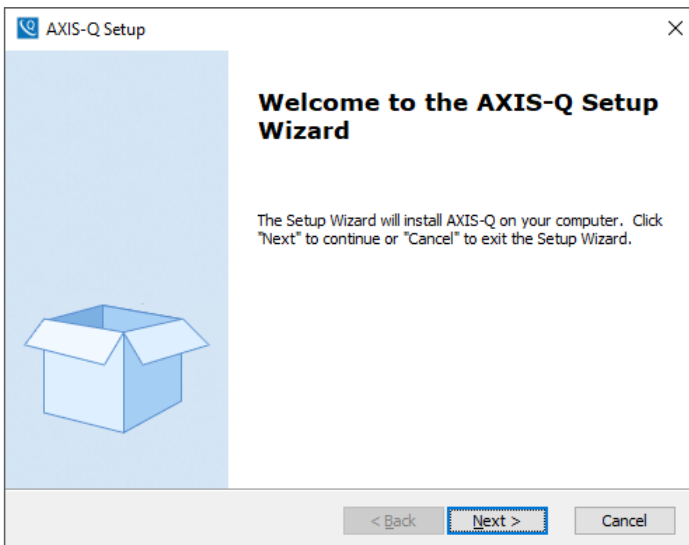 AXIS-Q Setup
Welcome to the AXIS-Q Setup
Wizard
The Setup Wizard will install AXIS-Q on your computer.  Click
"Next" to continue or "Cancel" to exit the Setup Wizard.
< Back
Next >
Cancel